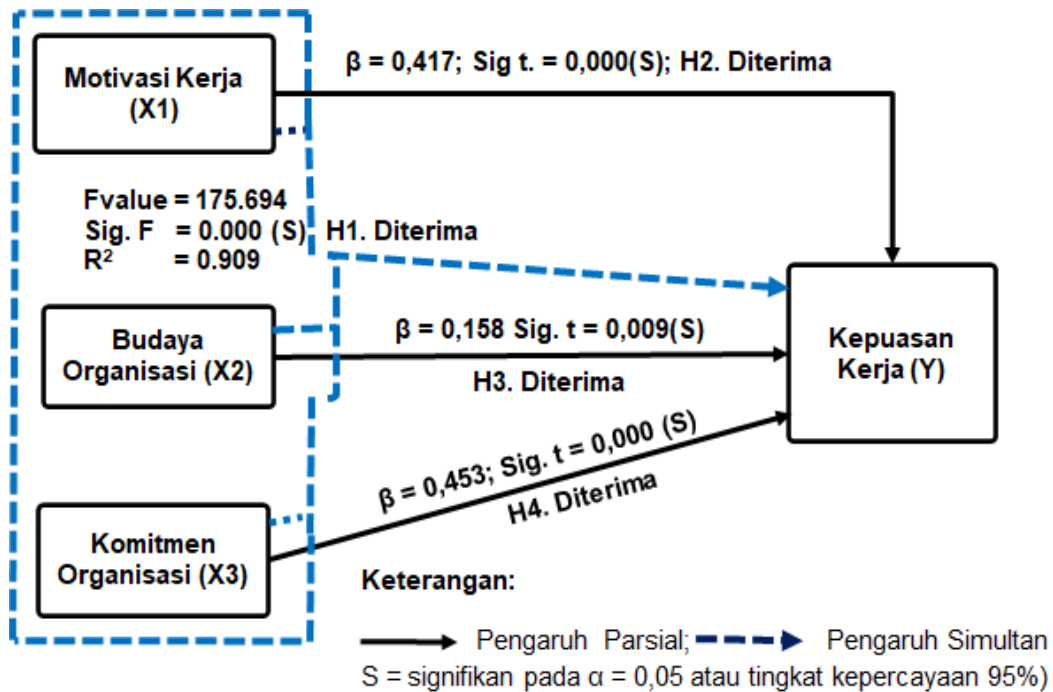 Motivasi Kerja
(X1)
β = 0,417; Sig t. = 0,000(S); H2. Diterima
Fvalue = 175.694
Sig. F = 0.000 (S) H1. Diterima
R² = 0.909
Budaya
Organisasi (X2)
β = 0,158 Sig. t = 0,009(S)
H3. Diterima
Kepuasan
Kerja (Y)
β = 0,453; Sig. t = 0,000 (S)
H4. Diterima
Komitmen
Organisasi (X3)
Keterangan:
Pengaruh Parsial; Pengaruh Simultan
S = signifikan pada α = 0,05 atau tingkat kepercayaan 95%)